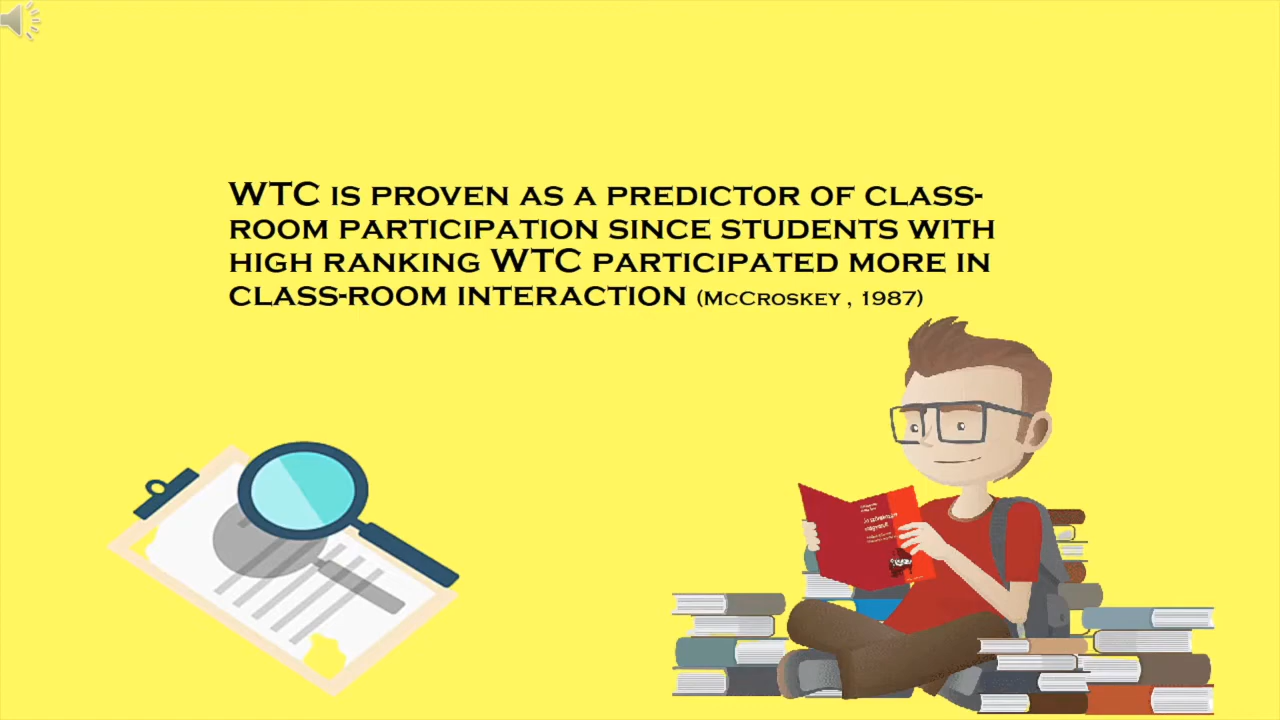 WTC IS PROVEN AS A PREDICTOR OF CLASS-
ROOM PARTICIPATION SINCE STUDENTS WITH
HIGH RANKING WTC PARTICIPATED MORE IN
CLASS-ROOM INTERACTION (McCroskey , 1987)